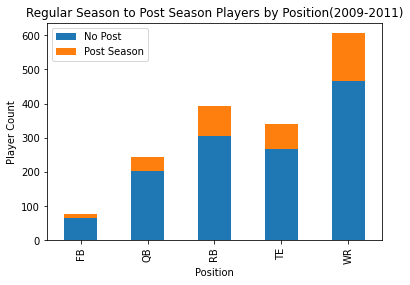 Regular Season to Post Season Players by Position(2009-2011)
No Post
Post Season
Player Count
600
500
400
300
200
100
0
FB
QB
RB
TE
WR
Position